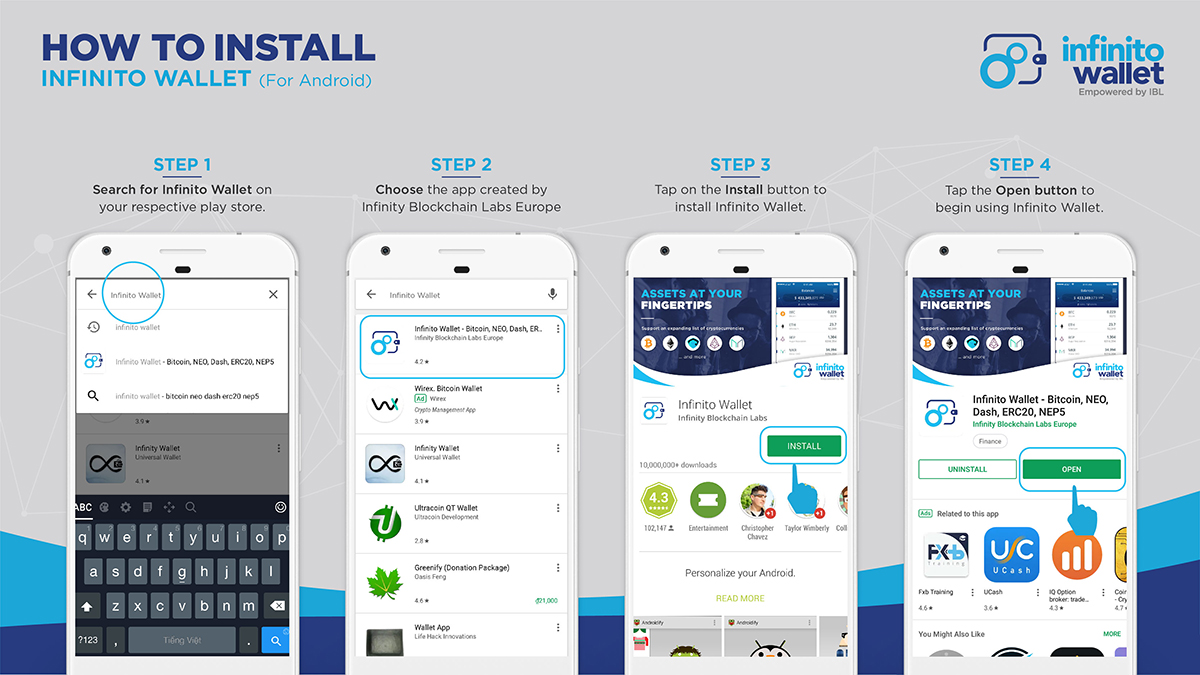 HOW TO INSTALL
INFINITO WALLET (For Android)
infinito
wallet
Empowered by IBL
STEP 1
Search for Infinito Wallet on
your respective play store.
Infinito Wallet
infinito wallet
Infinito Wallet - Bitcoin, NEO, Dash, ERC20, NEP5
infinito wallet - bitcoin neo dash erc20 nep5
3.9 ★
Infinity Wallet
Universal Wallet
4.1 ★
ABC
q w e r t y u i o p
a s d f g h j k l
z x c v b n m
?123 , Tiếng Việt .
STEP 2
Choose the app created by
Infinity Blockchain Labs Europe
Infinito Wallet
Infinito Wallet - Bitcoin, NEO, Dash, ER..
Infinity Blockchain Labs Europe
4.2 ★
Wirex. Bitcoin Wallet
Ad Wirex
Crypto Management App
3.9 ★
Infinity Wallet
Universal Wallet
4.1 ★
Ultracoin QT Wallet
Ultracoin Development
2.8 ★
Greenify (Donation Package)
Oasis Feng
4.6 ★
₫21,000
Wallet App
Life Hack Innovations
STEP 3
Tap on the Install button to
install Infinito Wallet.
ASSETS AT YOUR
FINGERTIPS
Support an expanding list of cryptocurrencies
... and more
infinito
wallet
Infinito Wallet
Infinity Blockchain Labs
INSTALL
10,000,000+ downloads
4.3
102,147
Entertainment
+1
Christopher
Chavez
+1
Taylor Wimberly
Coll
Personalize your Android.
READ MORE
Androidify
Androidify
STEP 4
Tap the Open button to
begin using Infinito Wallet.
ASSETS AT YOUR
FINGERTIPS
Support an expanding list of cryptocurrencies
... and more
infinito
wallet
Infinito Wallet - Bitcoin, NEO,
Dash, ERC20, NEP5
Infinity Blockchain Labs Europe
Finance
UNINSTALL
OPEN
Ads Related to this app
FXb
Training
USC
UCash
Fxb Training
4.6 ★
UCash
3.6 ★
IQ Option
broker: trade...
4.3 ★
Coin
- Cry
4.7 ★
You Might Also Like
MORE